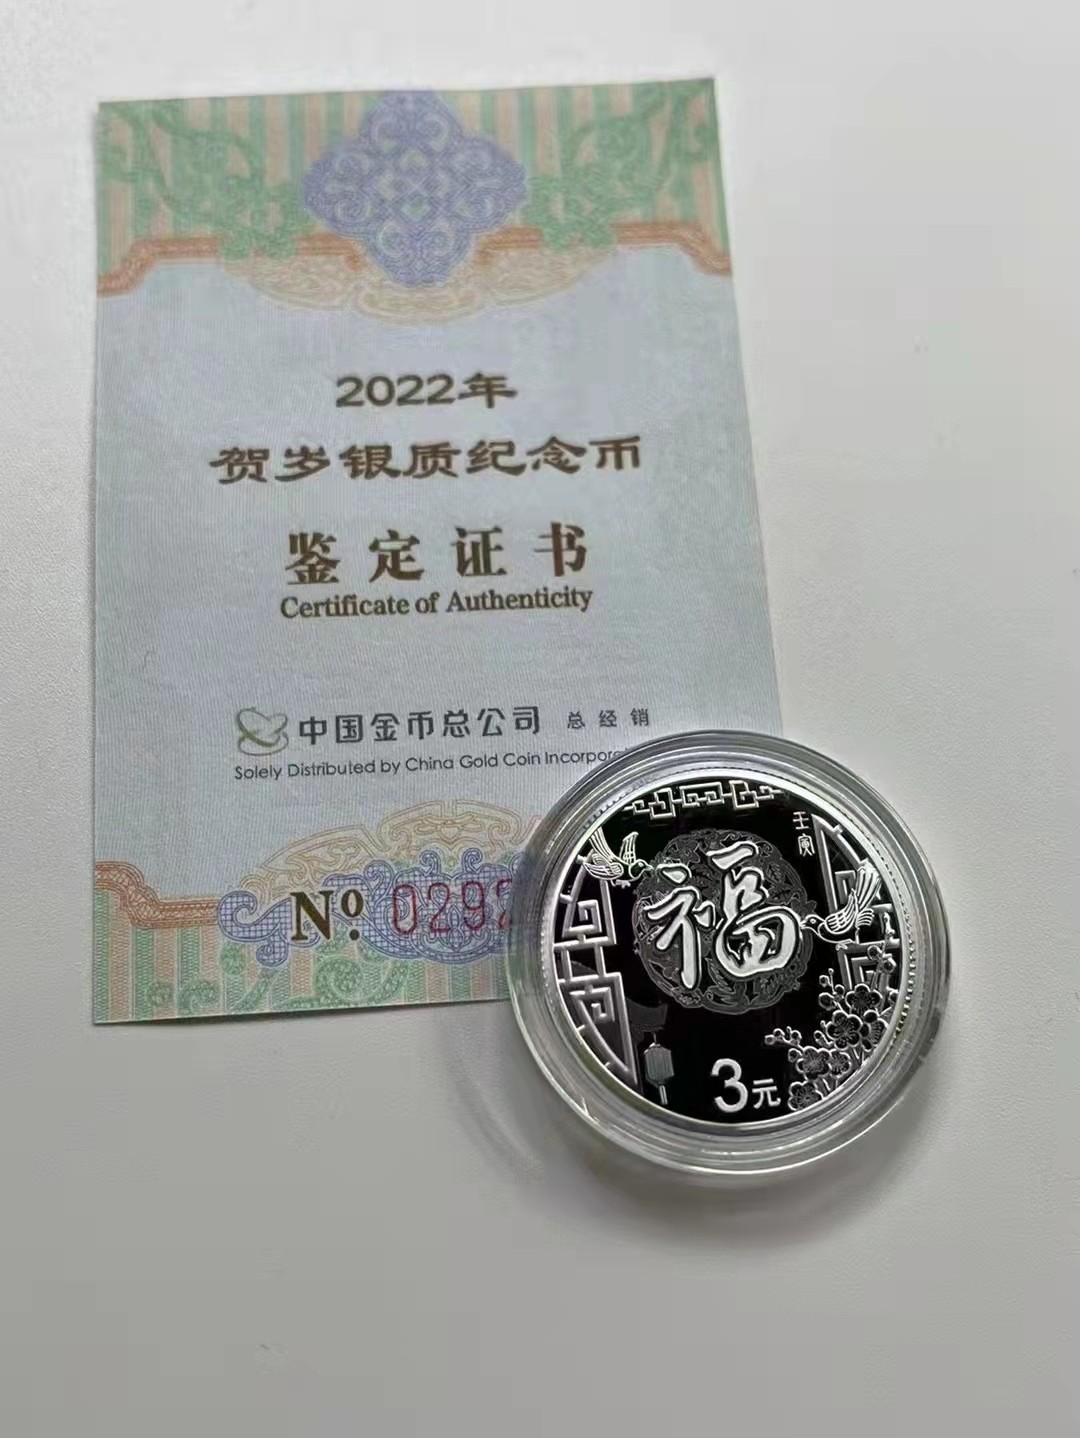 2022年
贺岁银质纪念币
鉴定证书
Certificate of Authenticity
中国金币总公司 总经销
Solely Distributed by China Gold Coin
№ 0292
壬寅
福
3元